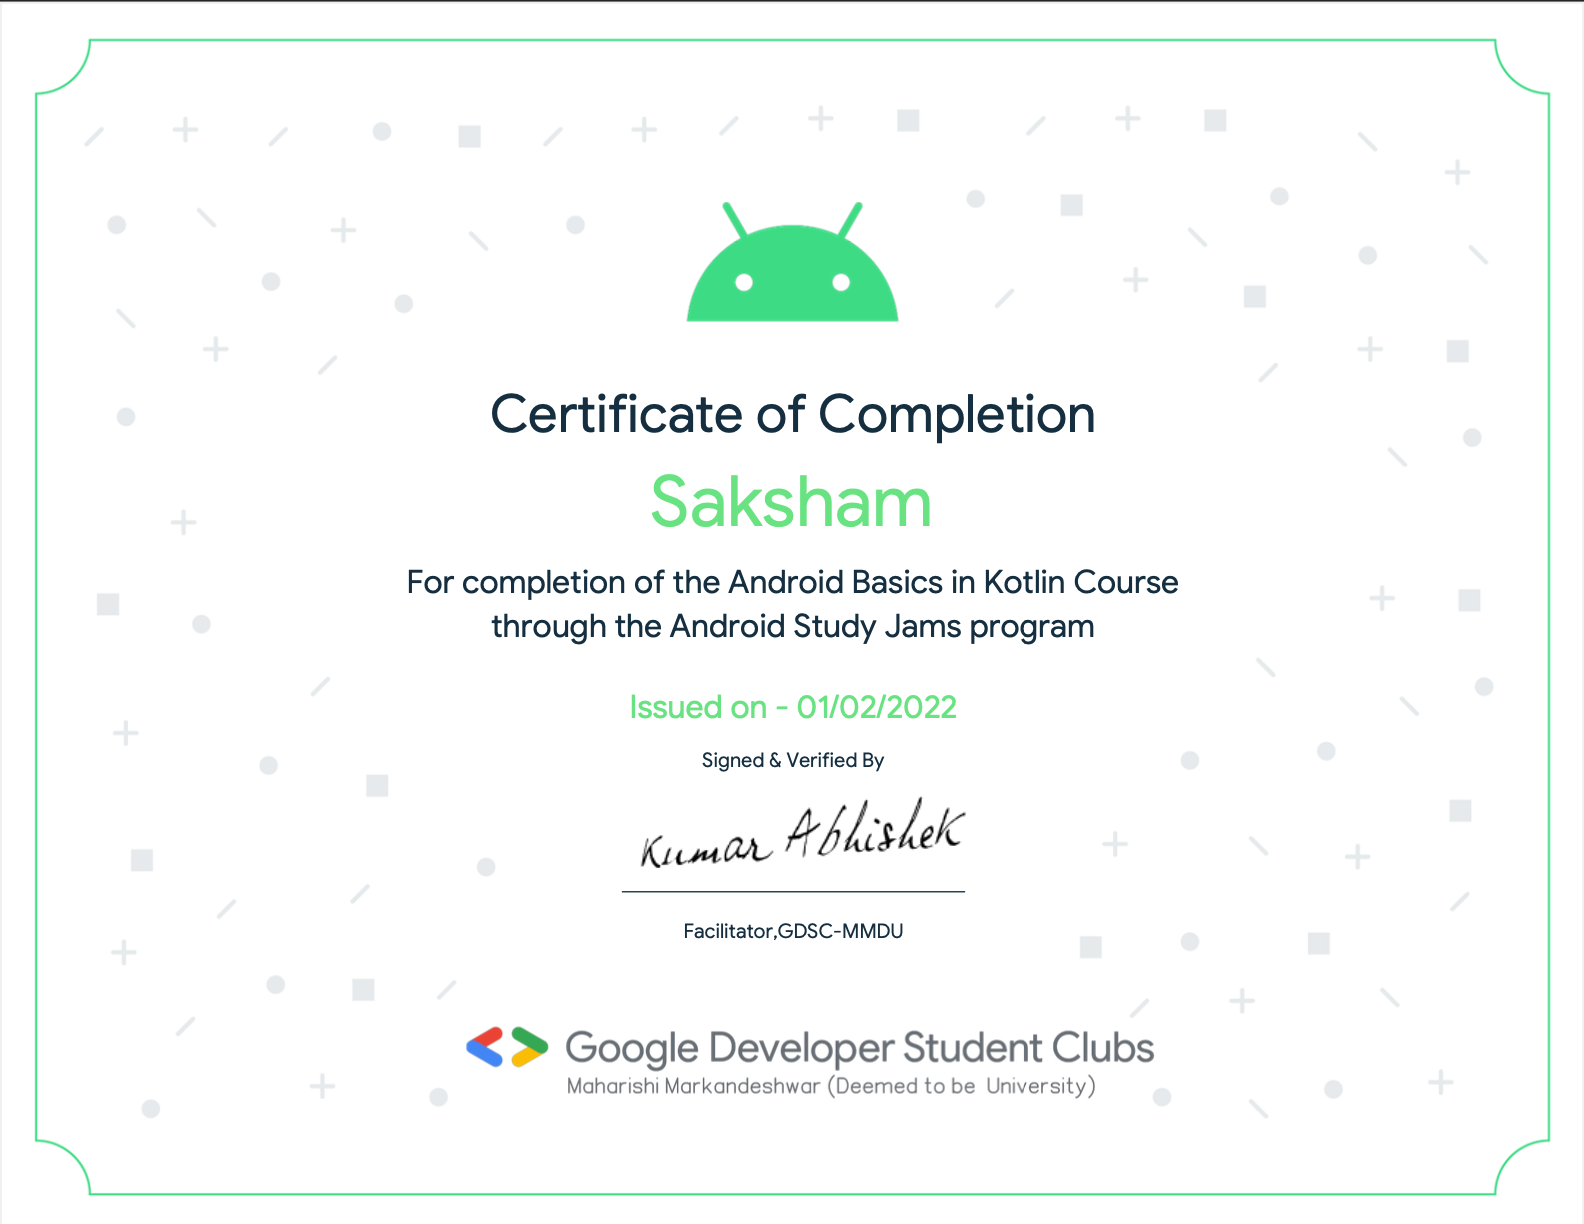 Certificate of Completion
Saksham
For completion of the Android Basics in Kotlin Course
through the Android Study Jams program
Issued on - 01/02/2022
Signed & Verified By
Kumar Abhishek
Facilitator,GDSC-MMDU
Google Developer Student Clubs
Maharishi Markandeshwar (Deemed to be University)